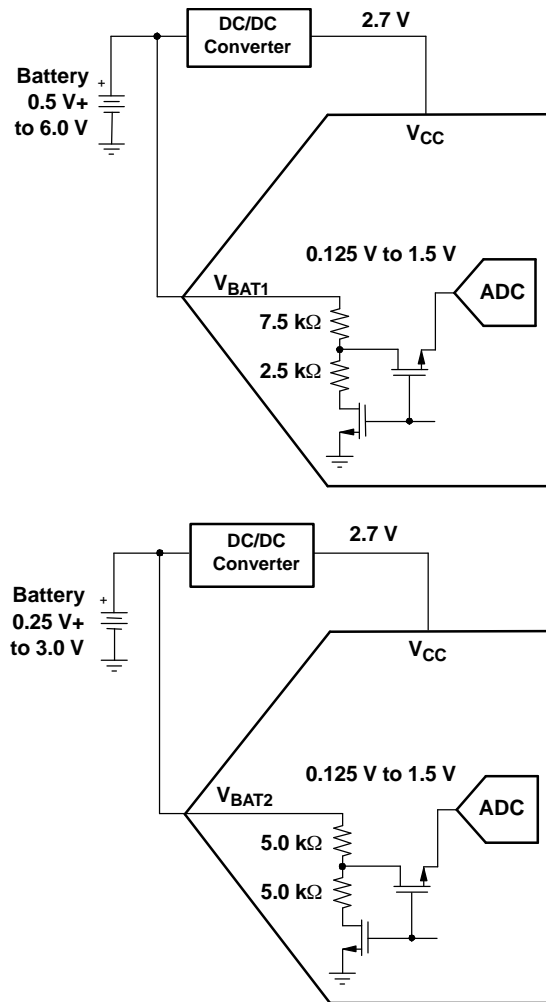 DC/DC
Converter
2.7 V
Battery
0.5 V+
to 6.0 V
+
VCC
0.125 V to 1.5 V
VBAT1
ADC
7.5 kΩ
2.5 kΩ
DC/DC
Converter
2.7 V
Battery
0.25 V+
to 3.0 V
+
VCC
0.125 V to 1.5 V
VBAT2
ADC
5.0 kΩ
5.0 kΩ